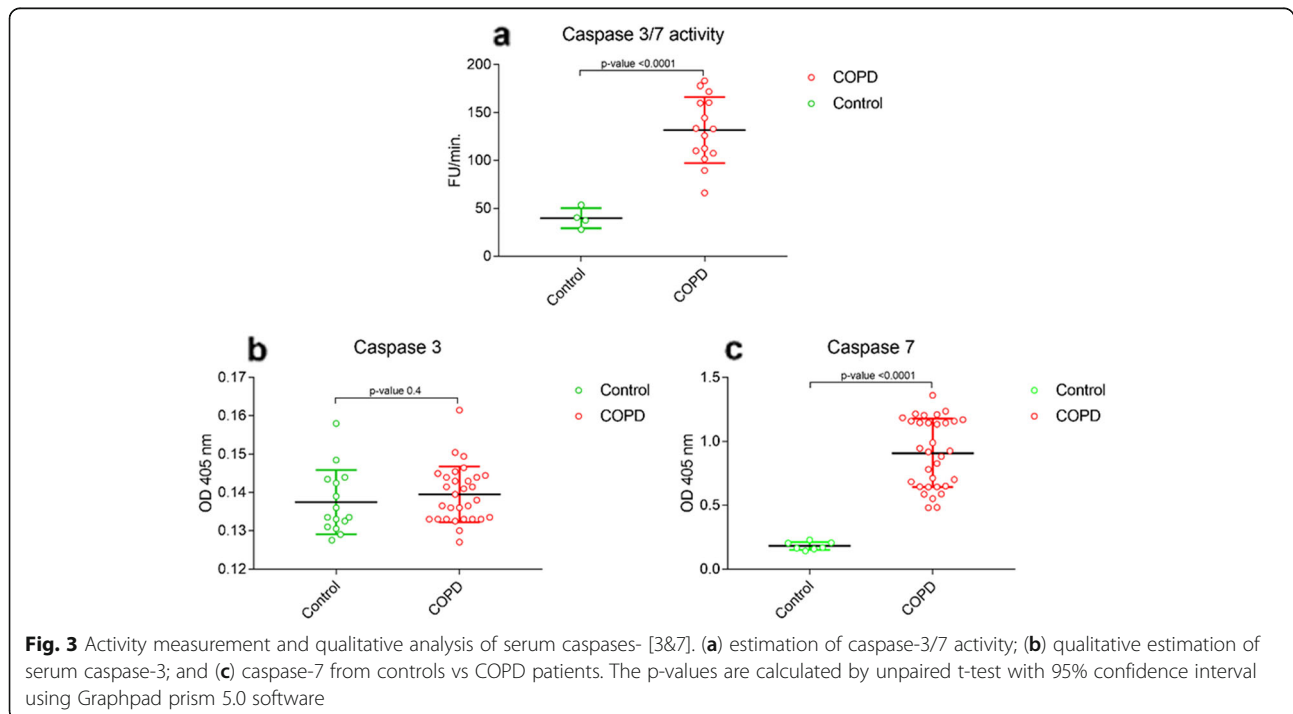 a Caspase 3/7 activity
p-value <0.0001
200
150
100
50
0
FU/min.
Control
COPD
COPD
Control
b Caspase 3
p-value 0.4
0.17
0.16
0.15
0.14
0.13
0.12
OD 405 nm
Control
COPD
Control
COPD
c Caspase 7
p-value <0.0001
1.5
1.0
0.5
0.0
OD 405 nm
Control
COPD
Control
COPD
Fig. 3 Activity measurement and qualitative analysis of serum caspases- [3&7]. (a) estimation of caspase-3/7 activity; (b) qualitative estimation of
serum caspase-3; and (c) caspase-7 from controls vs COPD patients. The p-values are calculated by unpaired t-test with 95% confidence interval
using Graphpad prism 5.0 software